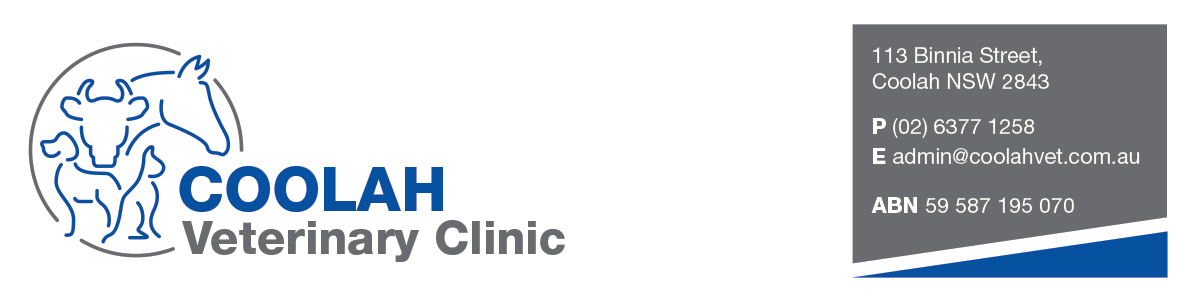 COOLAH
Veterinary Clinic
113 Binnia Street,
Coolah NSW 2843
P (02) 6377 1258
E admin@coolahvet.com.au
ABN 59 587 195 070